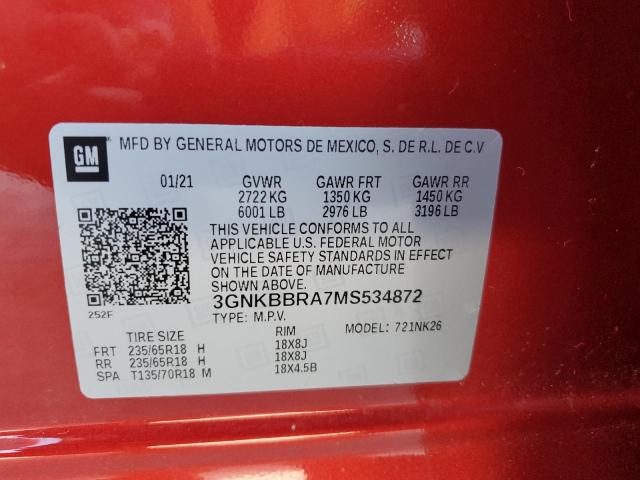 GM
MFD BY GENERAL MOTORS DE MEXICO, S. DE R.L. DE C.V
01/21 GVWR GAWR FRT GAWR RR
2722 KG 1350 KG 1450 KG
6001 LB 2976 LB 3196 LB
THIS VEHICLE CONFORMS TO ALL
APPLICABLE U.S. FEDERAL MOTOR
VEHICLE SAFETY STANDARDS IN EFFECT
ON THE DATE OF MANUFACTURE
SHOWN ABOVE.
3GNKBBRA7MS534872
252F
TYPE: M.P.V.
MODEL: 721NK26
TIRE SIZE RIM
FRT 235/65R18 H 18X8J
RR 235/65R18 H 18X8J
SPA T135/70R18 M 18X4.5B